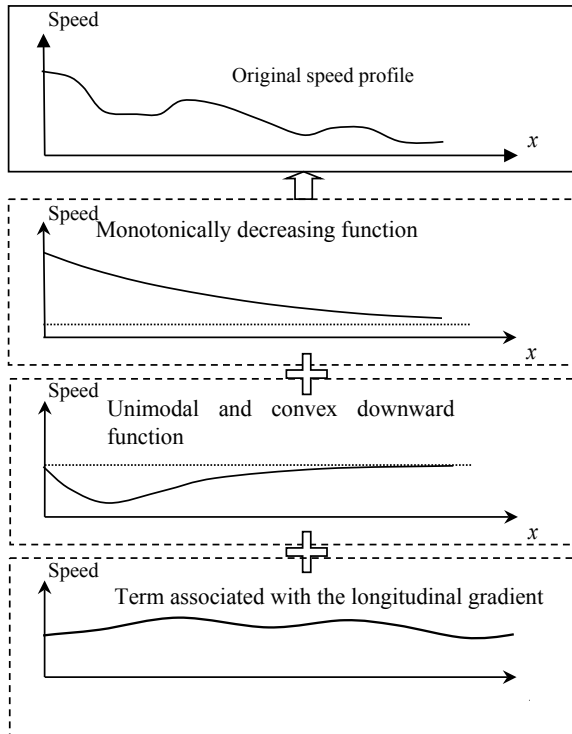 Speed
Original speed profile
x
Speed
Monotonically decreasing function
x
Speed
Unimodal and convex downward
function
x
Speed
Term associated with the longitudinal gradient